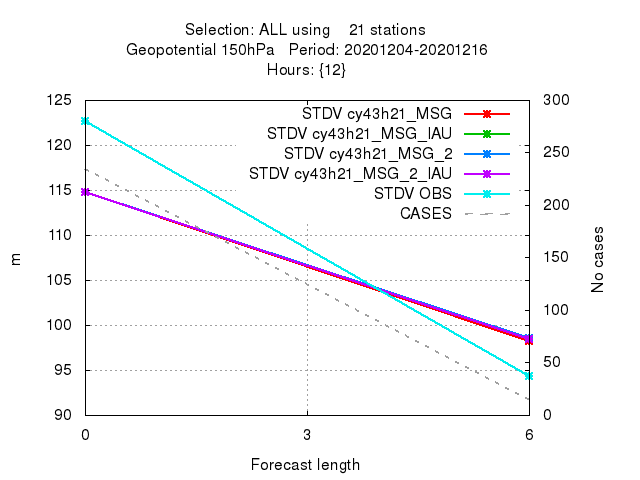 Selection: ALL using    21 stations
Geopotential 150hPa   Period: 20201204-20201216
Hours: {12}
125
120
115
110
105
100
95
90
m
STDV cy43h21_MSG
STDV cy43h21_MSG_IAU
STDV cy43h21_MSG_2
STDV cy43h21_MSG_2_IAU
STDV OBS
CASES
300
250
200
150
100
50
0
No cases
0 3 6
Forecast length